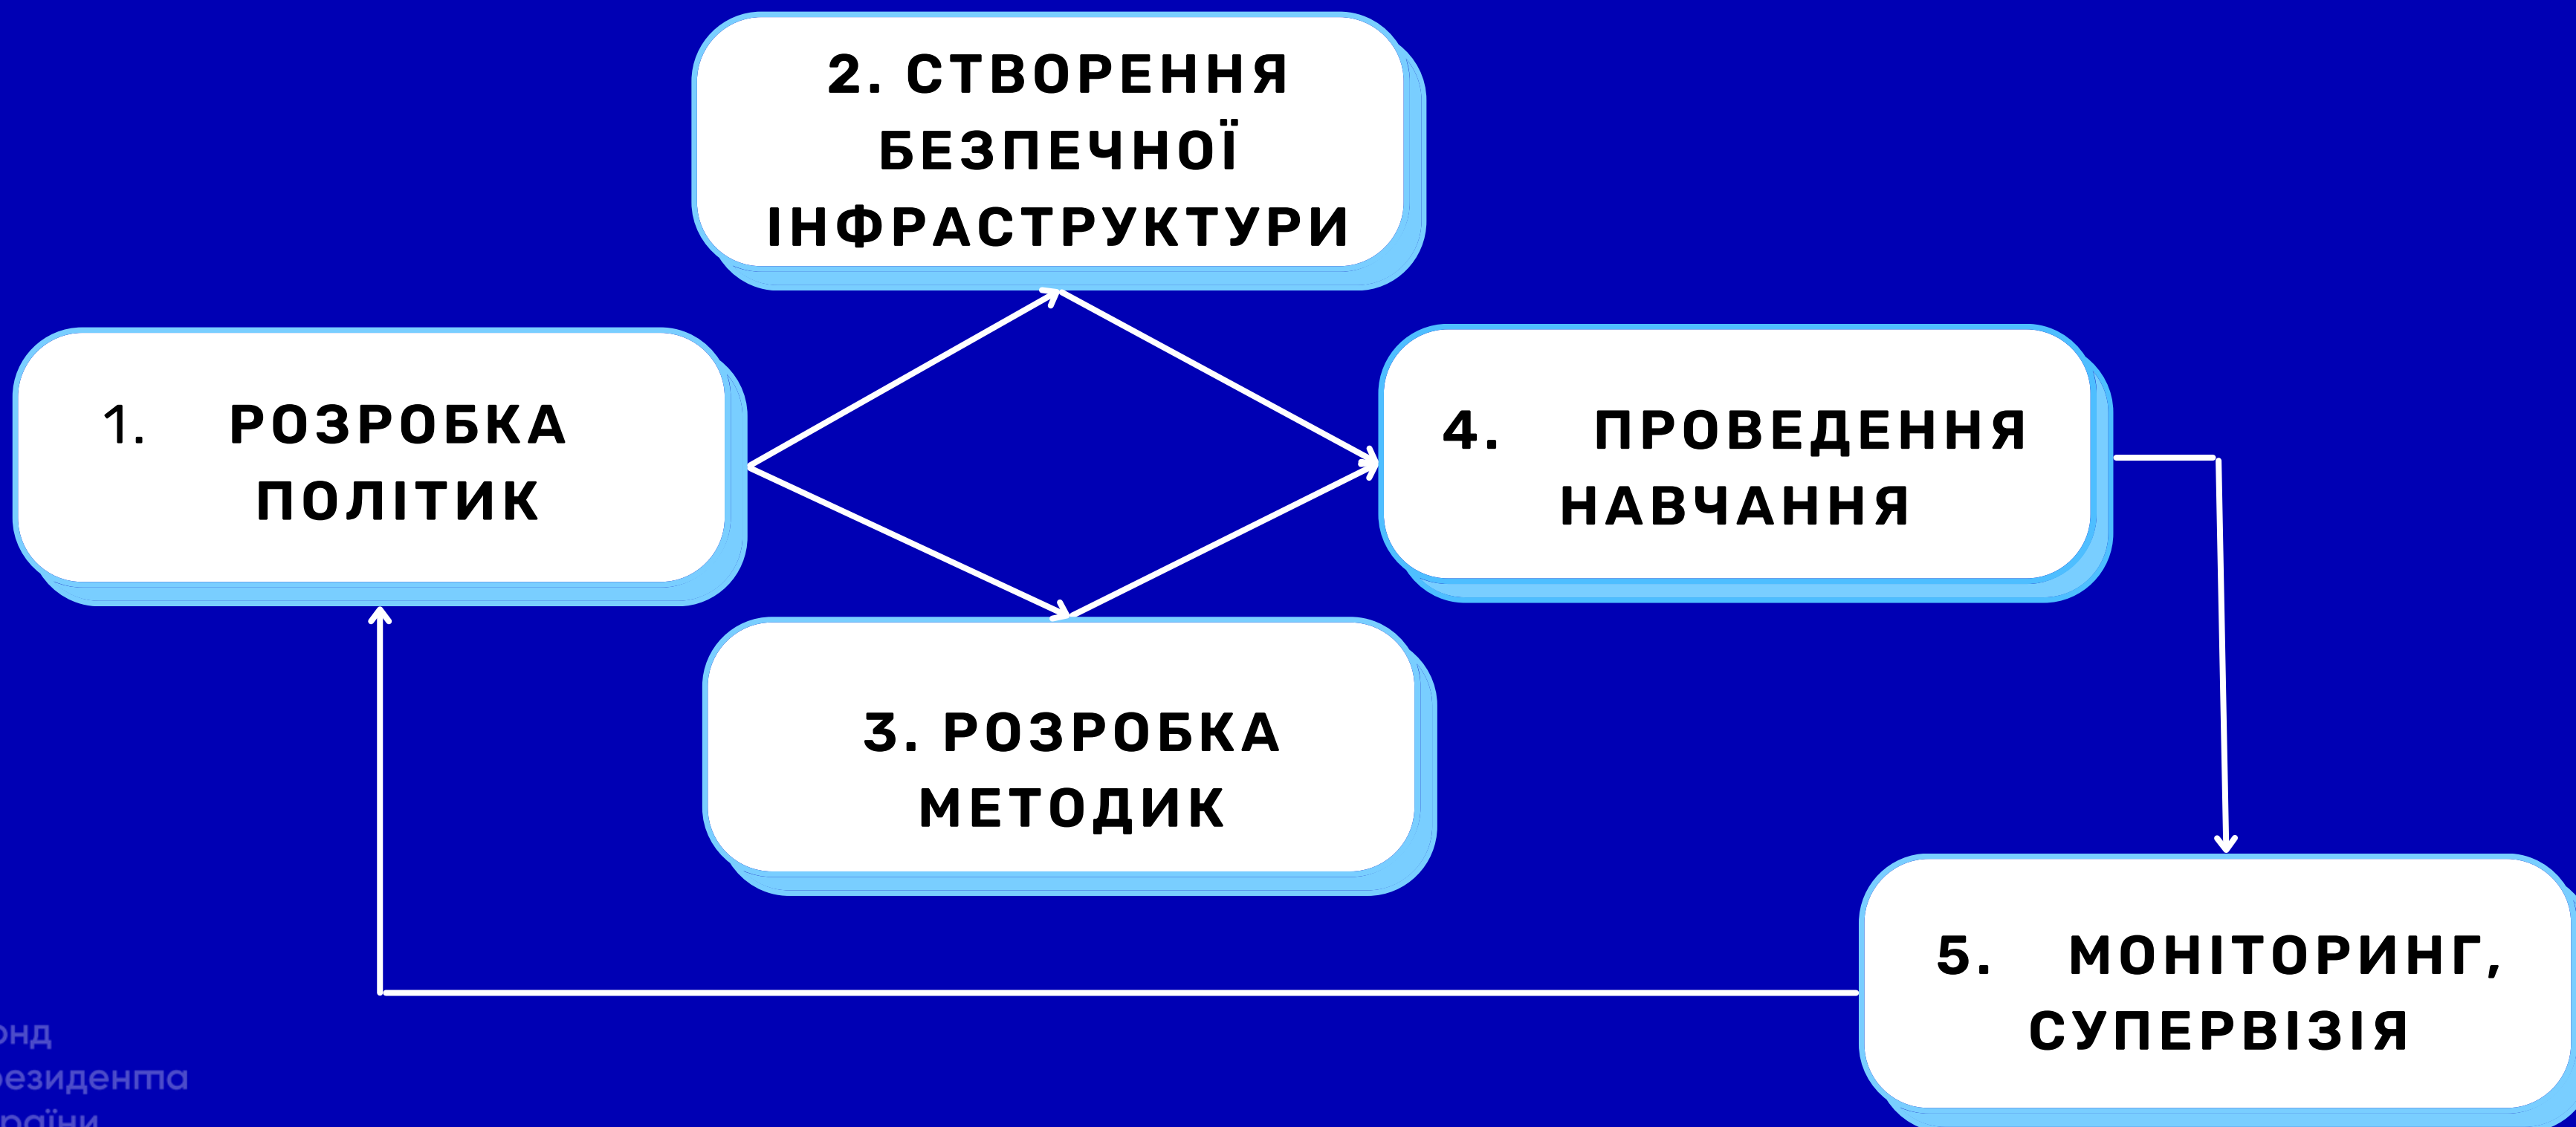 2. СТВОРЕННЯ
БЕЗПЕЧНОЇ
ІНФРАСТРУКТУРИ
1. РОЗРОБКА
ПОЛІТИК
4. ПРОВЕДЕННЯ
НАВЧАННЯ
3. РОЗРОБКА
МЕТОДИК
5. МОНІТОРИНГ,
СУПЕРВІЗІЯ